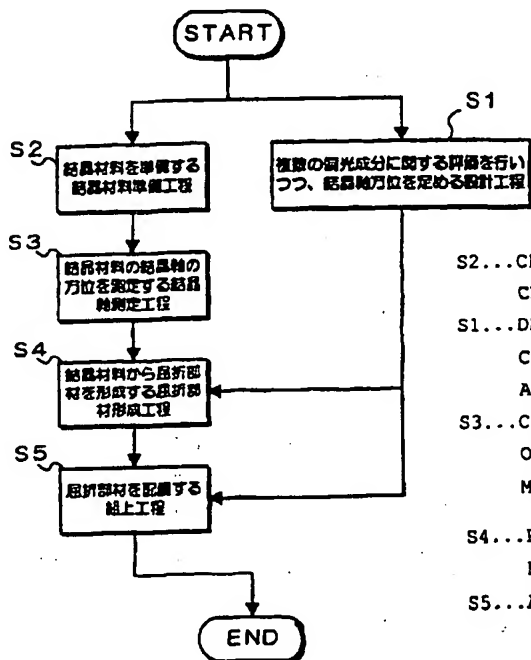 START
S1
複数の偏光成分に関する評価を行い
つつ、結晶軸方位を定める設計工程
S2
結晶材料を準備する
結晶材料準備工程
S3
結晶材料の結晶軸の
方位を測定する結晶
軸測定工程
S4
結晶材料から屈折部
材を形成する屈折部
材形成工程
S5
屈折部材を配置する
組上工程
END
S2...C
C
S1...D
C
A
S3...C
O
M
S4...
S5...A